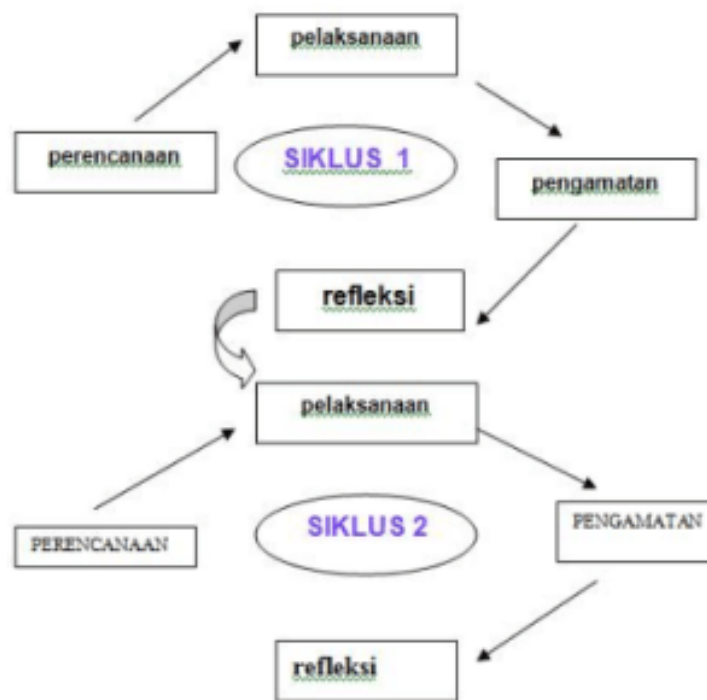 pelaksanaan
perencanaan
SIKLUS 1
pengamatan
refleksi
pelaksanaan
PERENCANAAN
SIKLUS 2
PENGAMATAN
refleksi